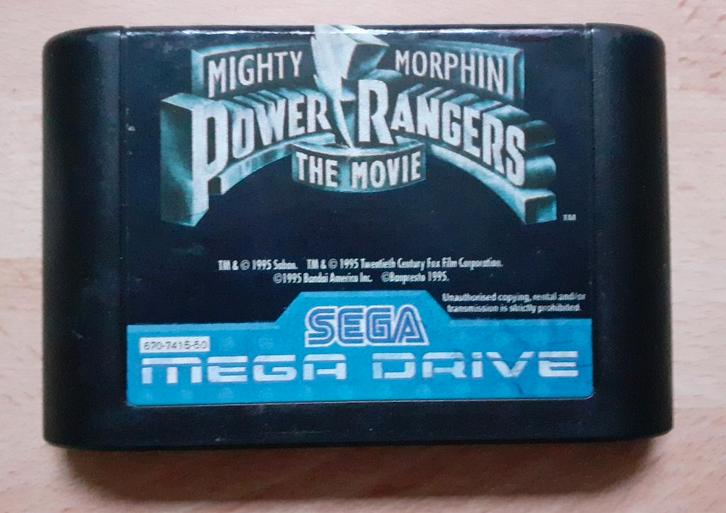 MIGHTY MORPHIN
POWER RANGERS
THE MOVIE
TM
TM & © 1995 Saban. TM & © 1995 Twentieth Century Fox Film Corporation.
©1995 Bandai America Inc. ©Banpresto 1995.
Unauthorised copying, rental and/or
transmission is strictly prohibited.
SEGA
670-7415-50
MEGA DRIVE